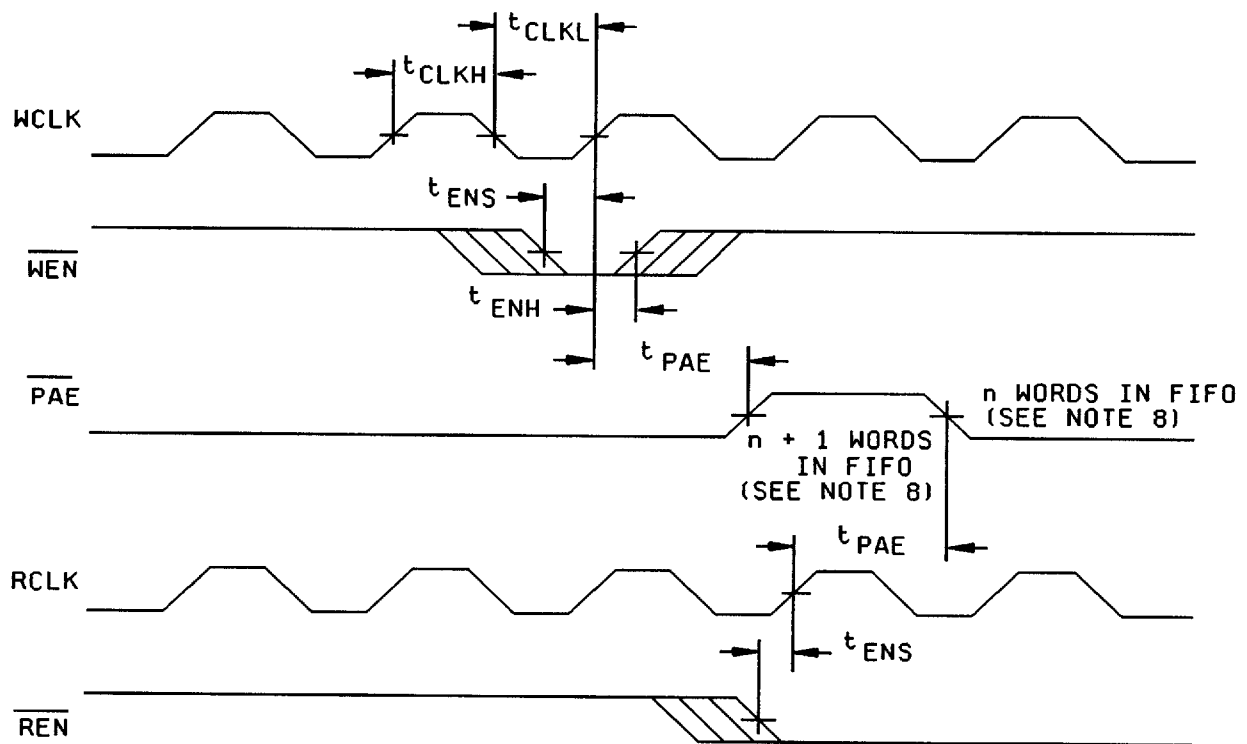 tCLKL
tCLKH
WCLK
tENS
WEN
tENH
tPAE
PAE
n WORDS IN FIFO
(SEE NOTE 8)
n + 1 WORDS
IN FIFO
(SEE NOTE 8)
tPAE
RCLK
tENS
REN